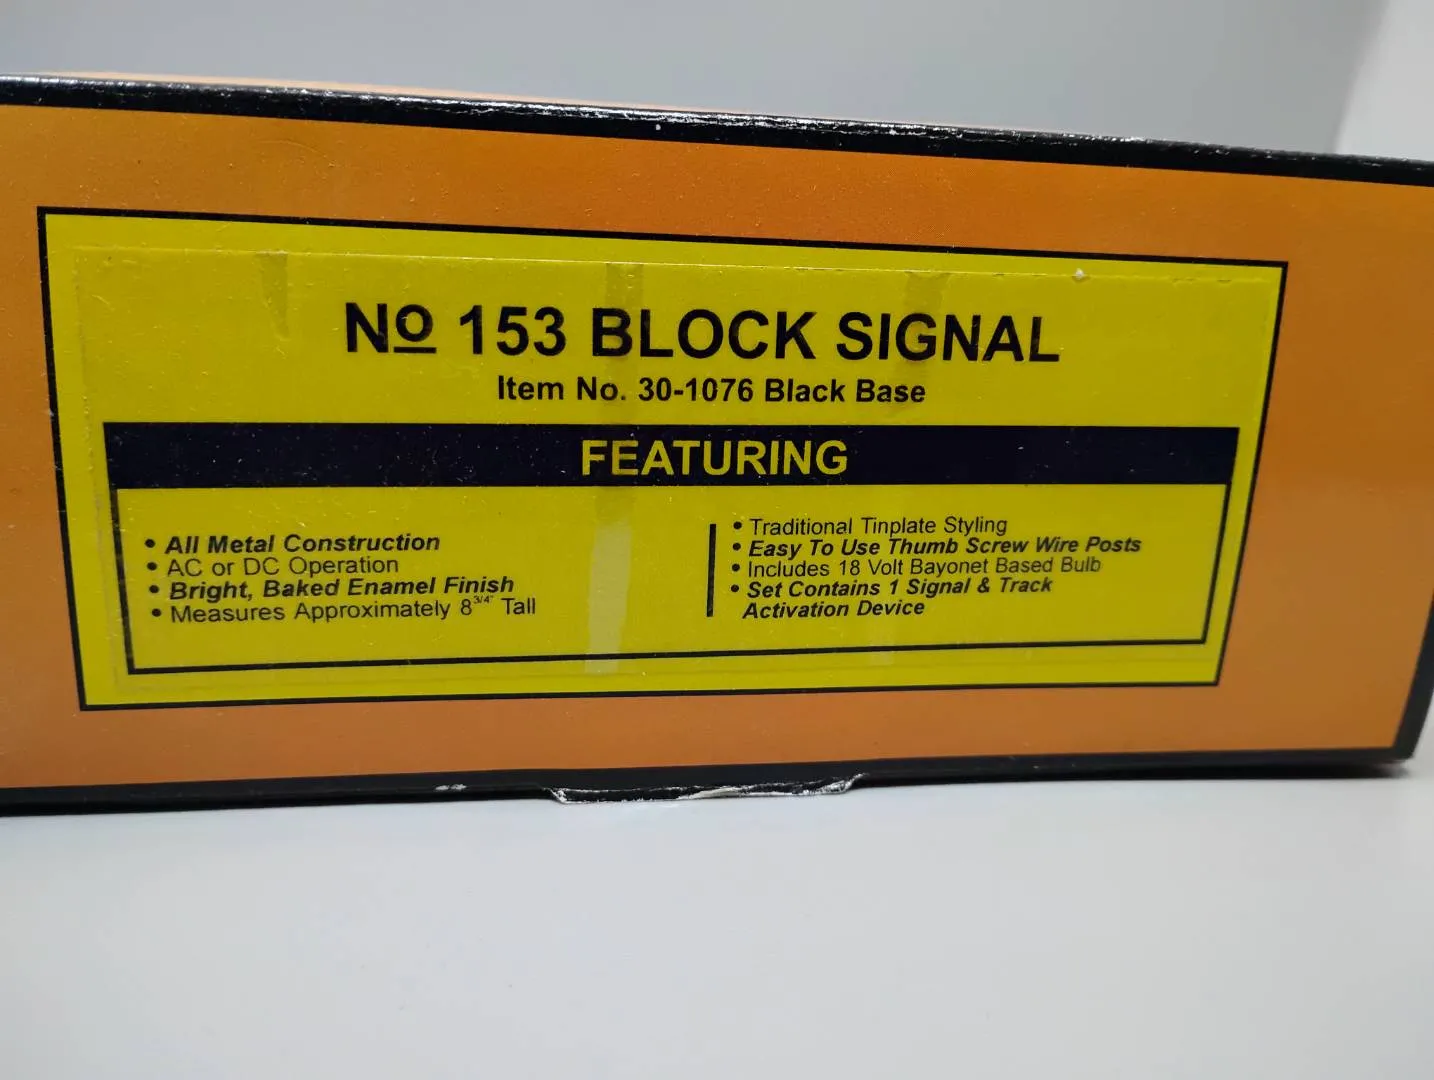 Nº 153 BLOCK SIGNAL
Item No. 30-1076 Black Base
FEATURING
• All Metal Construction
• AC or DC Operation
• Bright, Baked Enamel Finish
• Measures Approximately 8 3/4" Tall
• Traditional Tinplate Styling
• Easy To Use Thumb Screw Wire Posts
• Includes 18 Volt Bayonet Based Bulb
• Set Contains 1 Signal & Track
Activation Device